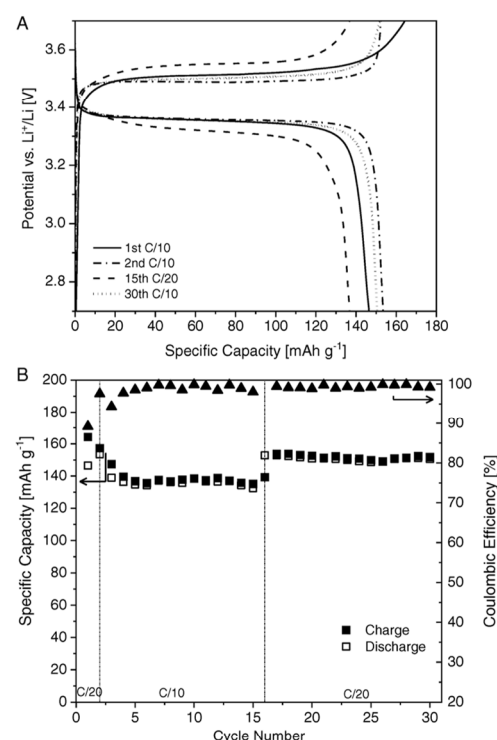 A
3.6
3.4
3.2
3.0
2.8
Potential vs. Li⁺/Li [V]
1st C/10
2nd C/10
15th C/20
30th C/10
0 20 40 60 80 100 120 140 160 180
Specific Capacity [mAh g⁻¹]
B
200
180
160
140
120
100
80
60
40
20
0
Specific Capacity [mAh g⁻¹]
100
90
80
70
60
50
40
30
20
Coulombic Efficiency [%]
Charge
Discharge
C/20 C/10 C/20
0 5 10 15 20 25 30
Cycle Number